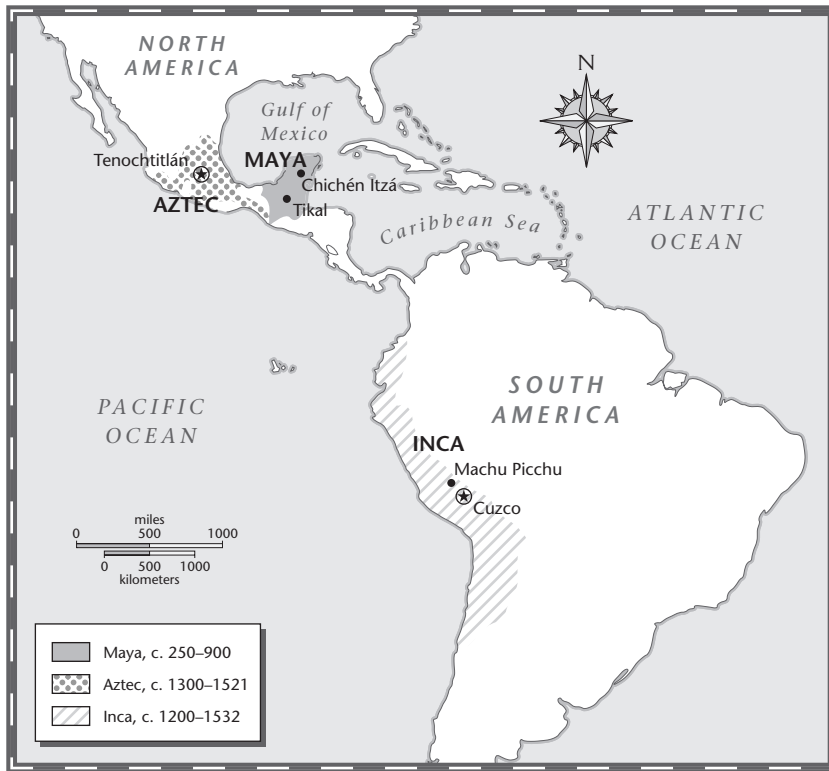 NORTH
AMERICA
N
Gulf of
Mexico
Tenochtitlán
MAYA
Chichén Itzá
AZTEC
Tikal
Caribbean Sea
ATLANTIC
OCEAN
PACIFIC
OCEAN
SOUTH
AMERICA
INCA
Machu Picchu
Cuzco
miles
0 500 1000
0 500 1000
kilometers
Maya, c. 250–900
Aztec, c. 1300–1521
Inca, c. 1200–1532